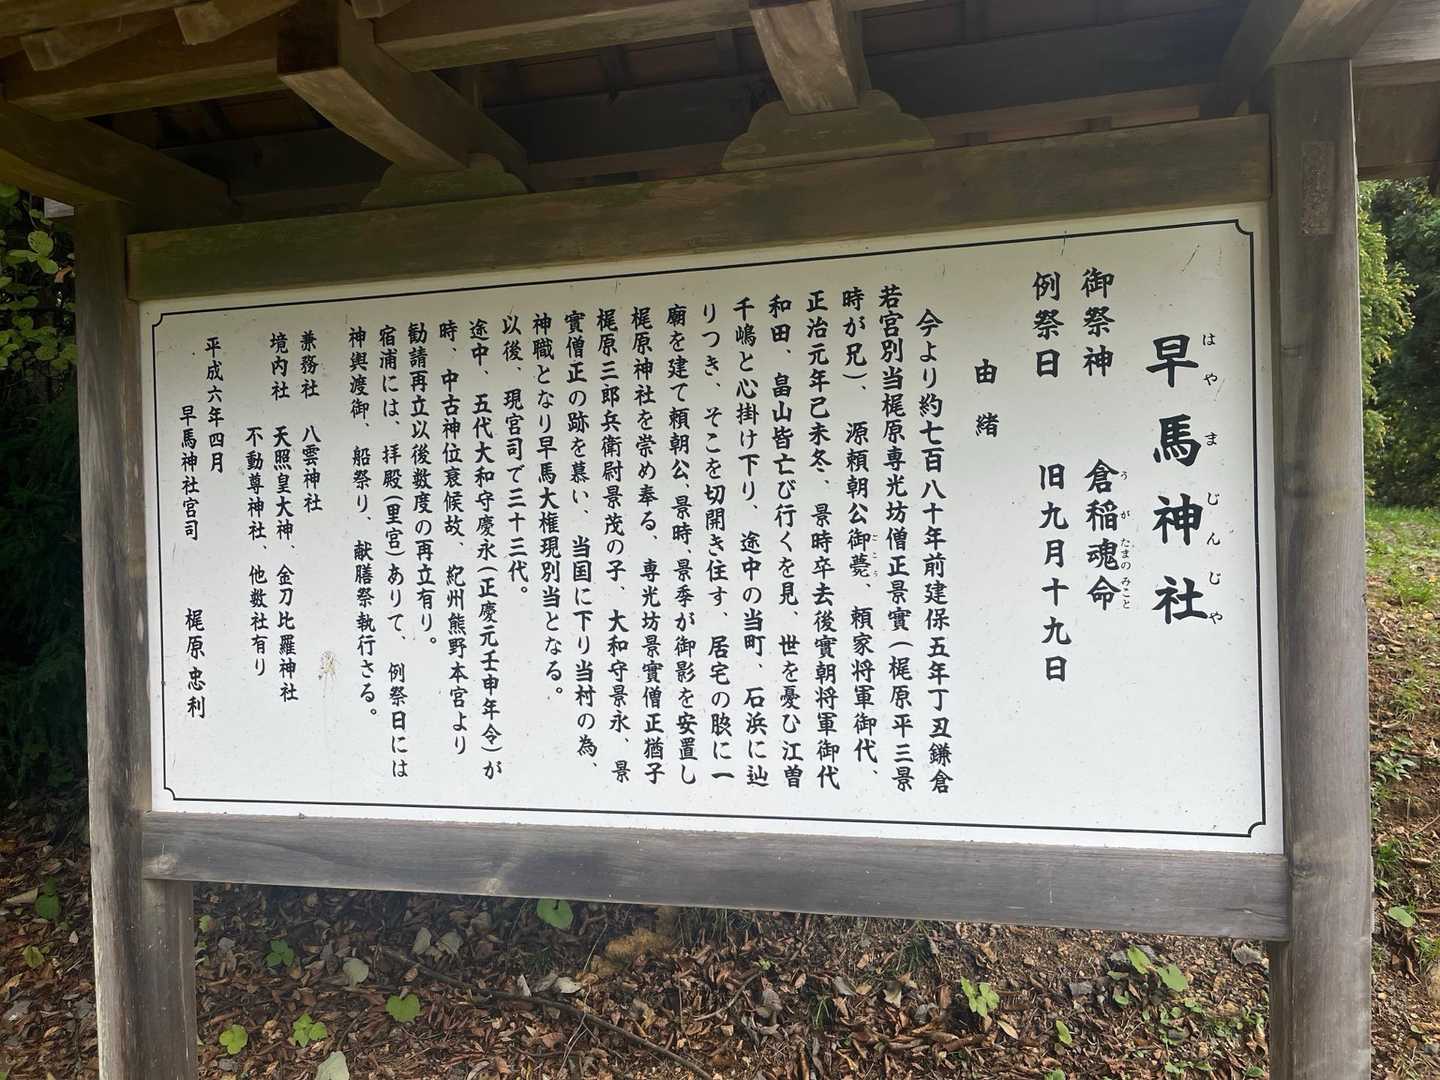 早馬神社
はやまじんじゃ
御祭神　倉稲魂命
うがたまのみこと
例祭日　旧九月十九日
由緒
今より約七百八十年前建保五年丁丑鎌倉
若宮別当梶原専光坊僧正景實(梶原平三景
時が兄)、源頼朝公御薨、頼家将軍御代、
ごこう
正治元年己未冬、景時卒去後實朝将軍御代
和田、畠山皆亡び行くを見、世を憂む江曽
千嶋と心掛け下り、途中の当町、石浜に辿
りつき、そこを切開き住す、居宅の脇に一
廟を建て頼朝公、景時、景季が御影を安置し
梶原神社を崇め奉る、専光坊景實僧正猶子
梶原三郎兵衛尉景茂の子、大和守景永、景
實僧正の跡を慕い、当国に下り当村の為、
神職となり早馬大権現別当となる。
以後、現宮司で三十三代。
途中、五代大和守慶永(正慶元壬申年令)が
時、中古神位衰候故、紀州熊野本宮より
勧請再立以後数度の再立有り。
宿浦には、拝殿(里宮)ありて、例祭日には
神輿渡御、船祭り、献膳祭執行さる。
兼務社　八雲神社
境内社　天照皇大神、金刀比羅神社
不動尊神社、他数社有り
平成六年四月
早馬神社宮司　梶原忠利